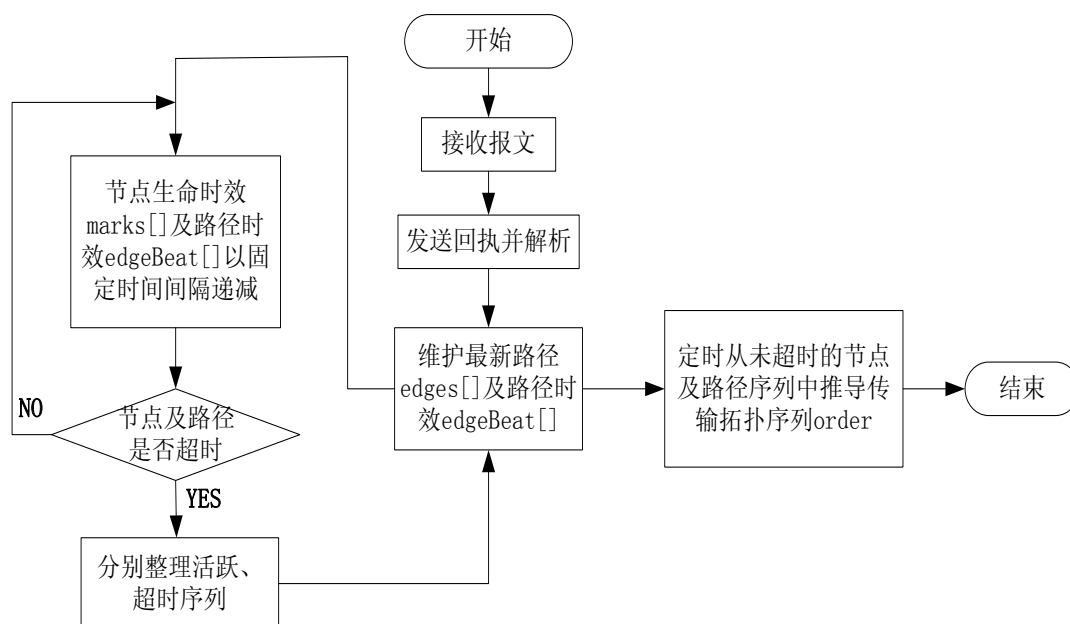 开始
接收报文
发送回执并解析
维护最新路径
edges[]及路径时
效edgeBeat[]
节点生命时效
marks[]及路径时
效edgeBeat[]以固
定时间间隔递减
节点及路径
是否超时
NO
YES
分别整理活跃、
超时序列
定时从未超时的节点
及路径序列中推导传
输拓扑序列order
结束